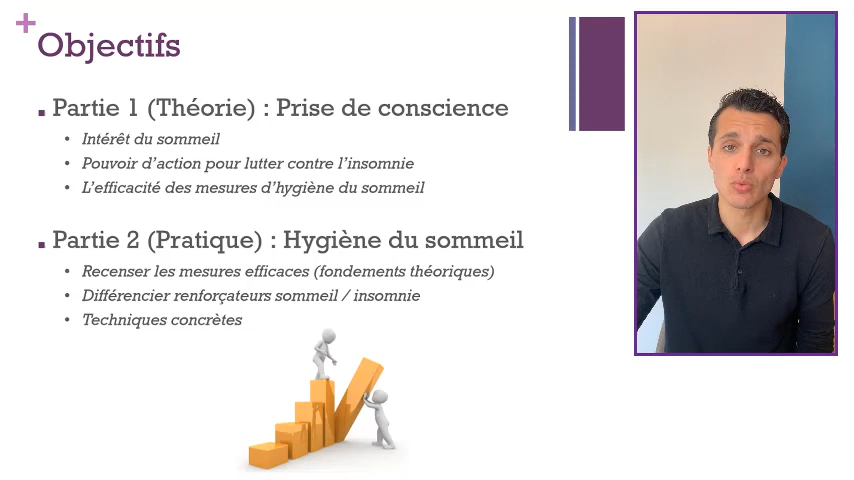 Objectifs
Partie 1 (Théorie) : Prise de conscience
Intérêt du sommeil
Pouvoir d'action pour lutter contre l'insomnie
L'efficacité des mesures d'hygiène du sommeil
Partie 2 (Pratique) : Hygiène du sommeil
Recenser les mesures efficaces (fondements théoriques)
Différencier renforçateurs sommeil / insomnie
Techniques concrètes